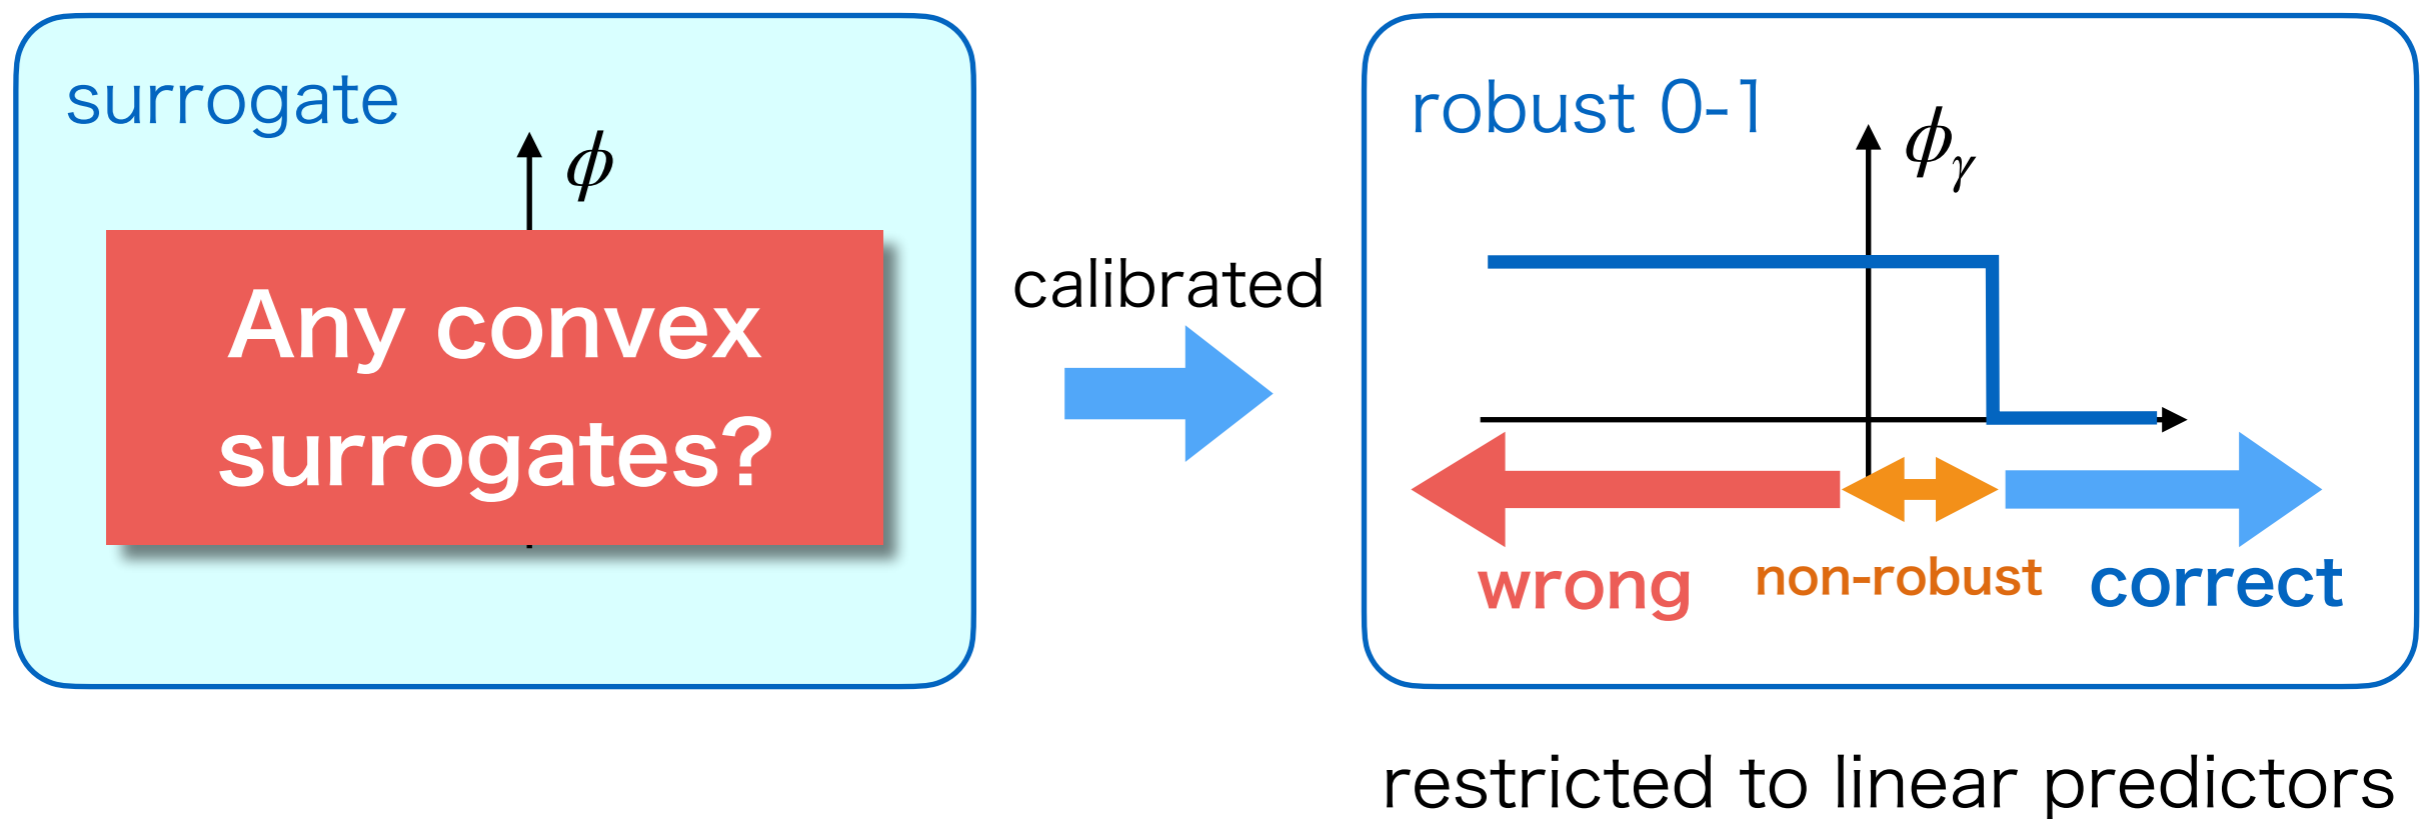 surrogate
ϕ
Any convex
surrogates?
calibrated
robust 0-1
ϕγ
wrong
non-robust
correct
restricted to linear predictors